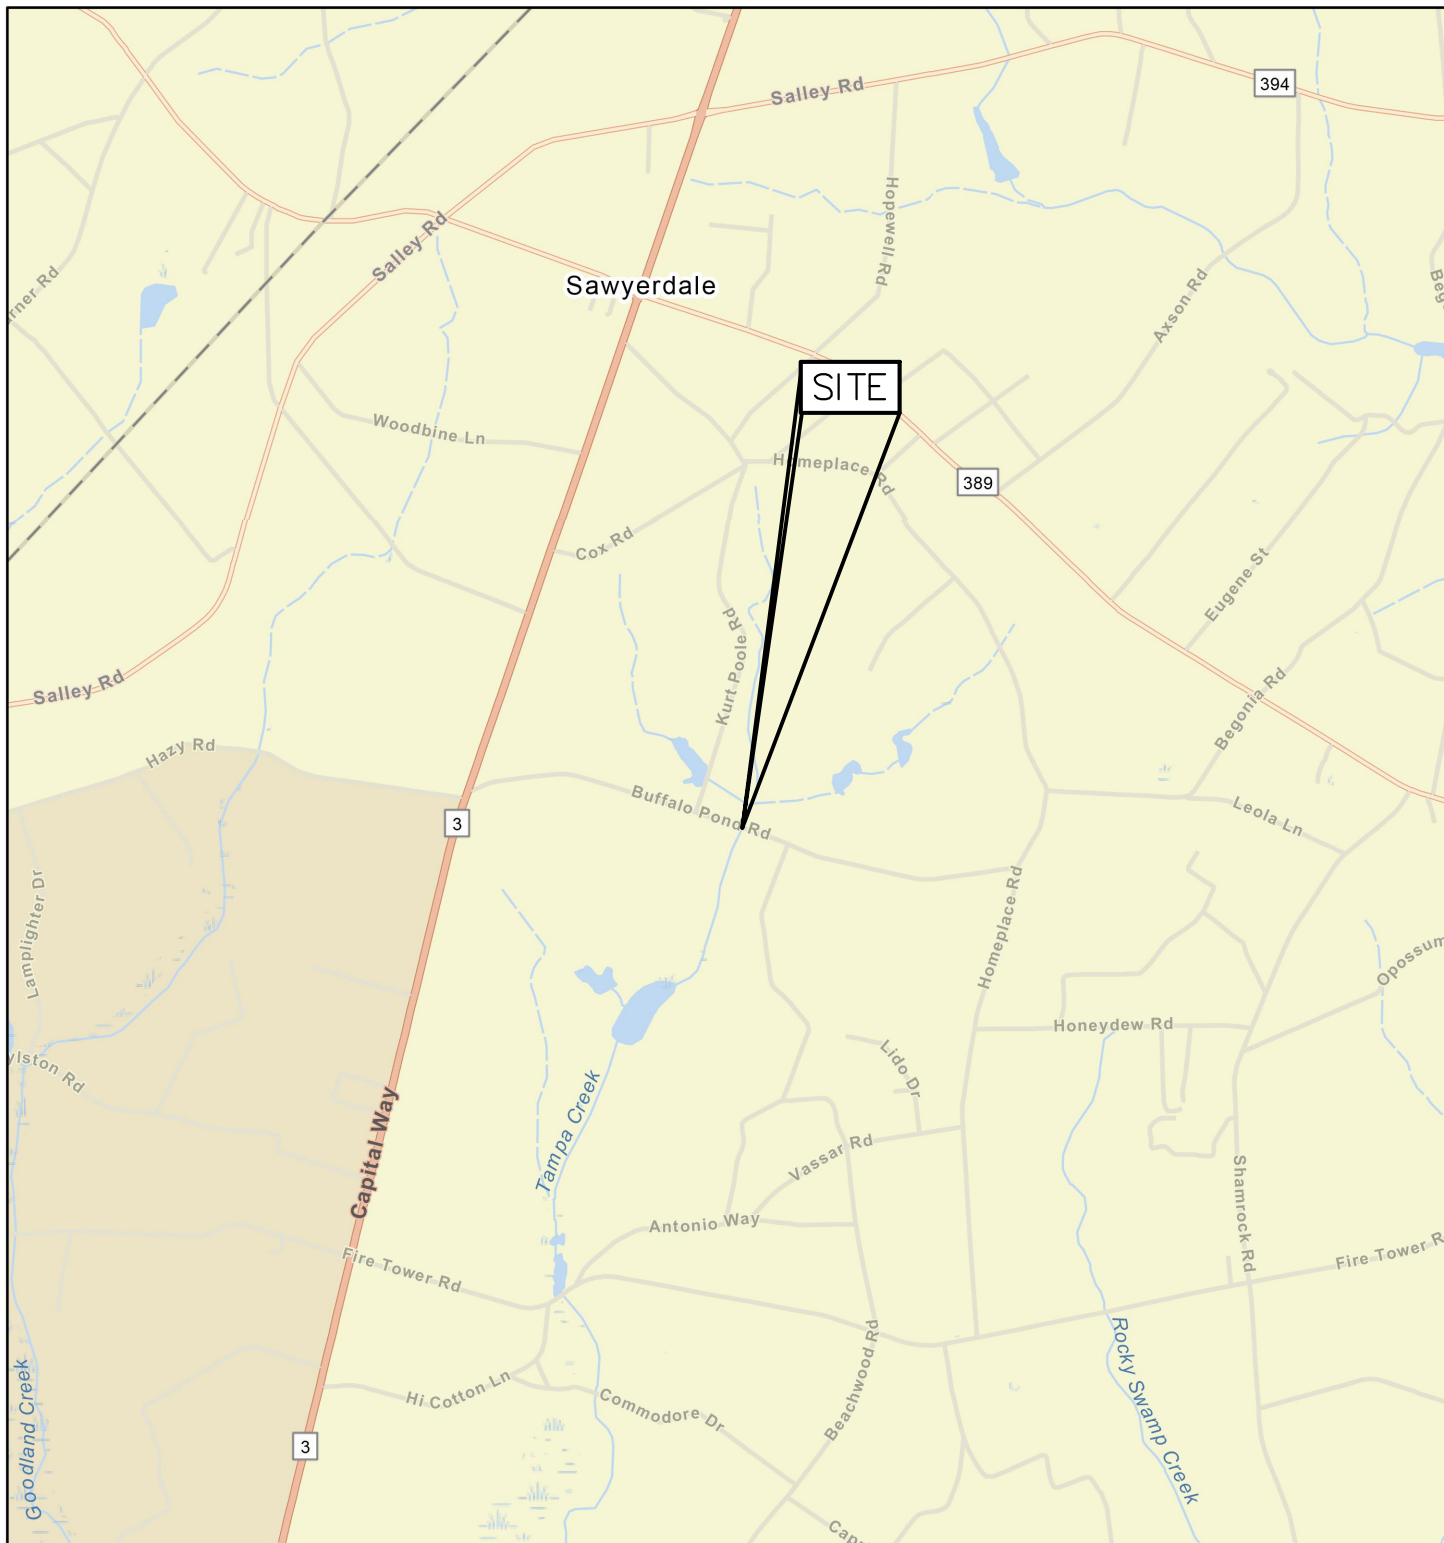 Salley Rd
394
Hopewell Rd
Salley Rd
Sawyerdale
Axson Rd
SITE
Woodbine Ln
Homeplace Rd
389
Cox Rd
Eugene St
Kurt Poole Rd
Salley Rd
Begonia Rd
Hazy Rd
Buffalo Pond Rd
3
Leola Ln
Lamplighter Dr
Homeplace Rd
Opossum
Honeydew Rd
Lido Dr
ylston Rd
Tampa Creek
Capital Way
Vassar Rd
Shamrock Rd
Antonio Way
Fire Tower Rd
Fire Tower R
Rocky Swamp Creek
Beachwood Rd
Goodland Creek
Hi Cotton Ln
Commodore Dr
3